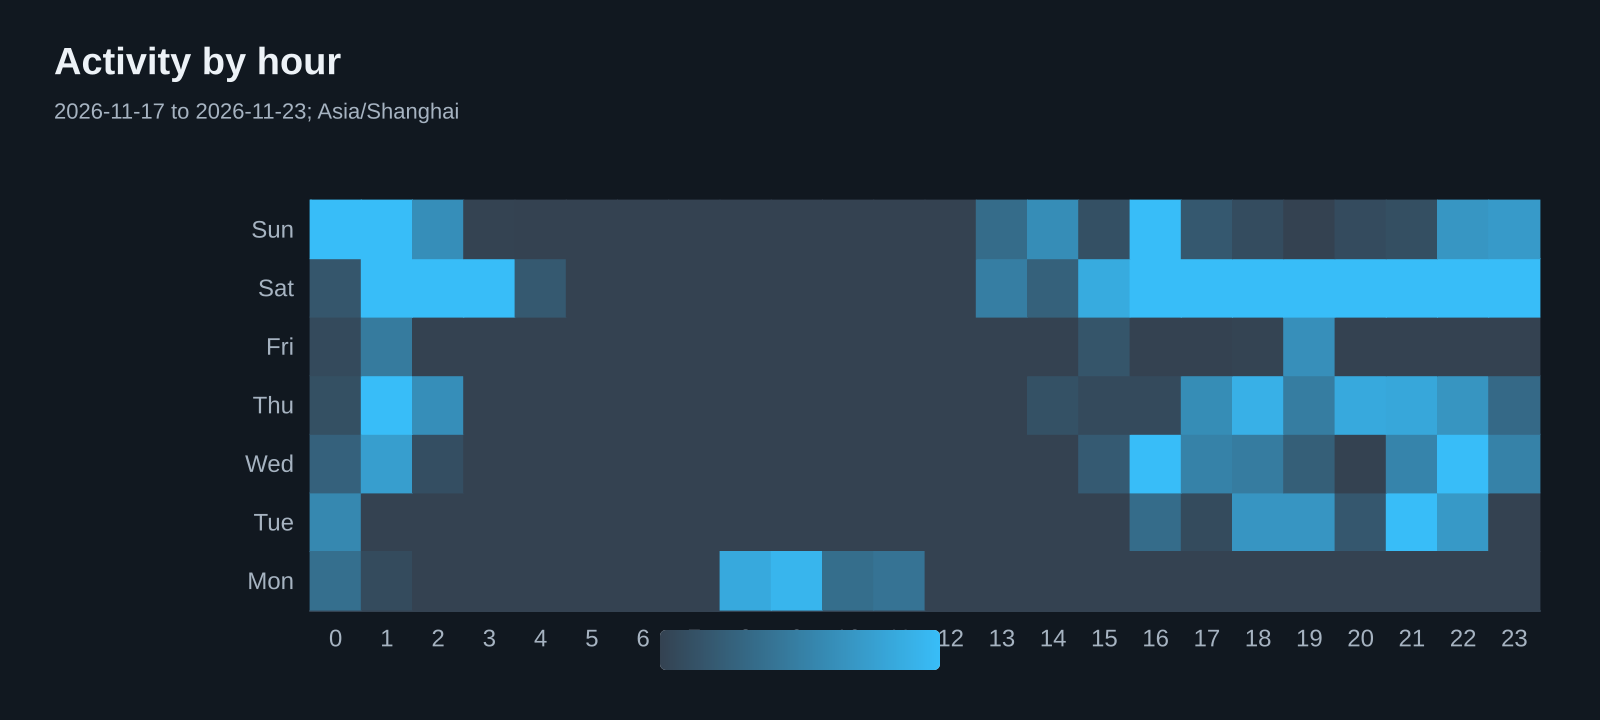 Activity by hour
2026-11-17 to 2026-11-23; Asia/Shanghai
Sun
Sat
Fri
Thu
Wed
Tue
Mon
0 1 2 3 4 5 6 12 13 14 15 16 17 18 19 20 21 22 23